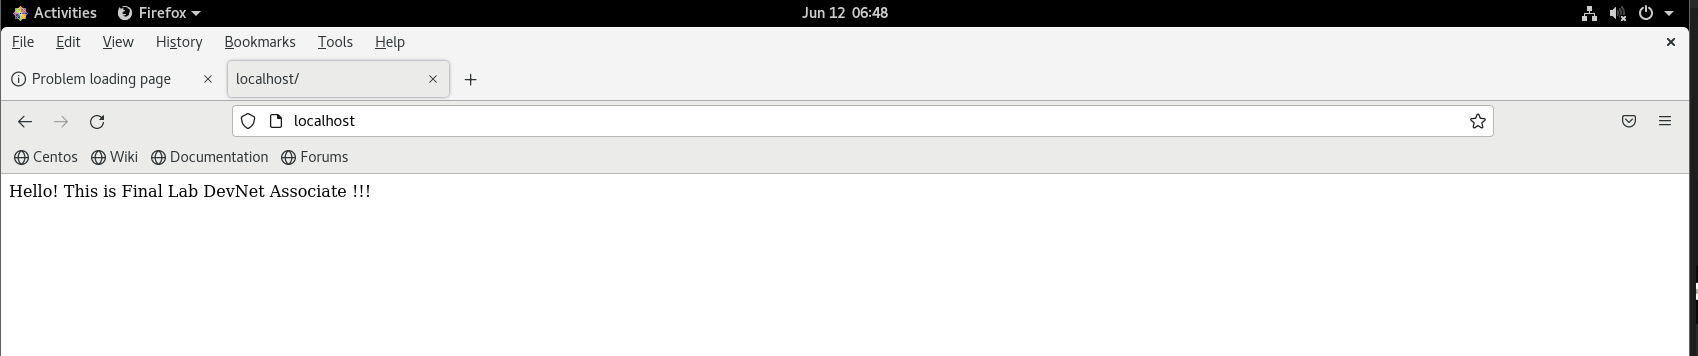 Activities Firefox Jun 12 06:48
File Edit View History Bookmarks Tools Help
Problem loading page localhost/
localhost
Centos Wiki Documentation Forums
Hello! This is Final Lab DevNet Associate !!!